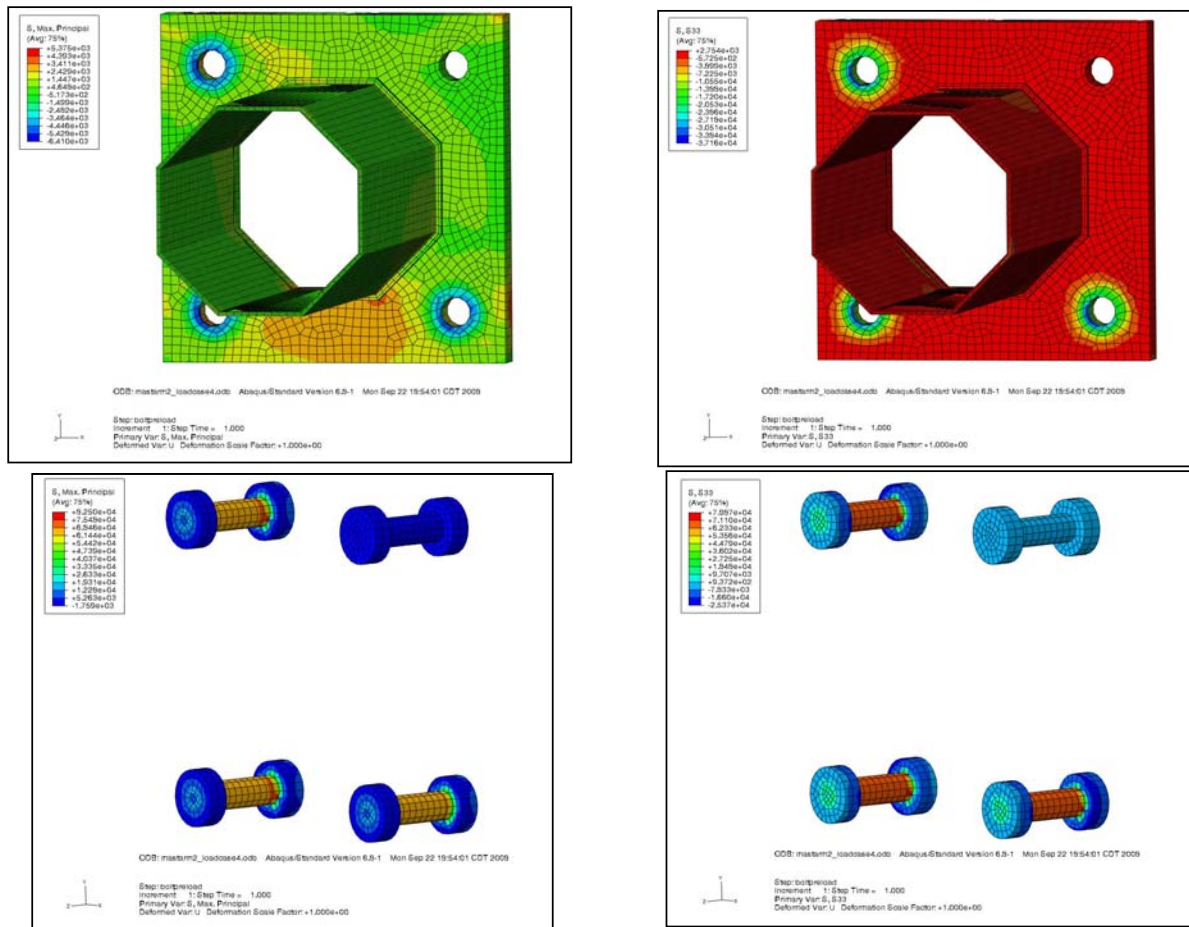 S, Max. Principal
(Avg: 75%)
+5.375e+03
+4.393e+03
+3.411e+03
+2.429e+03
+1.447e+03
+4.649e+02
-5.173e+02
-1.499e+03
-2.482e+03
-3.464e+03
-4.446e+03
-5.428e+03
-6.410e+03
ODB: mastarm2_loadcase4.odb Abaqus/Standard Version 6.8-1 Mon Sep 22 19:54:01 CDT 2009
Y
Z X
Step: boltpreload
Increment 1: Step Time = 1.000
Primary Var: S, Max. Principal
Deformed Var: U Deformation Scale Factor: +1.000e+00
S, S33
(Avg: 75%)
+2.754e+03
-5.725e+02
-3.899e+03
-7.225e+03
-1.055e+04
-1.388e+04
-1.720e+04
-2.053e+04
-2.386e+04
-2.719e+04
-3.051e+04
-3.384e+04
-3.716e+04
ODB: mastarm2_loadcase4.odb Abaqus/Standard Version 6.8-1 Mon Sep 22 19:54:01 CDT 2009
Y
Z X
Step: boltpreload
Increment 1: Step Time = 1.000
Primary Var: S, S33
Deformed Var: U Deformation Scale Factor: +1.000e+00
S, Max. Principal
(Avg: 75%)
+8.250e+04
+7.548e+04
+6.846e+04
+6.144e+04
+5.442e+04
+4.739e+04
+4.037e+04
+3.335e+04
+2.633e+04
+1.931e+04
+1.228e+04
+5.263e+03
-1.759e+03
ODB: mastarm2_loadcase4.odb Abaqus/Standard Version 6.8-1 Mon Sep 22 19:54:01 CDT 2009
Y
Z X
Step: boltpreload
Increment 1: Step Time = 1.000
Primary Var: S, Max. Principal
Deformed Var: U Deformation Scale Factor: +1.000e+00
S, S33
(Avg: 75%)
+7.987e+04
+7.110e+04
+6.233e+04
+5.356e+04
+4.479e+04
+3.602e+04
+2.725e+04
+1.848e+04
+9.707e+03
+9.372e+02
-7.833e+03
-1.660e+04
-2.537e+04
ODB: mastarm2_loadcase4.odb Abaqus/Standard Version 6.8-1 Mon Sep 22 19:54:01 CDT 2009
Y
Z X
Step: boltpreload
Increment 1: Step Time = 1.000
Primary Var: S, S33
Deformed Var: U Deformation Scale Factor: +1.000e+00